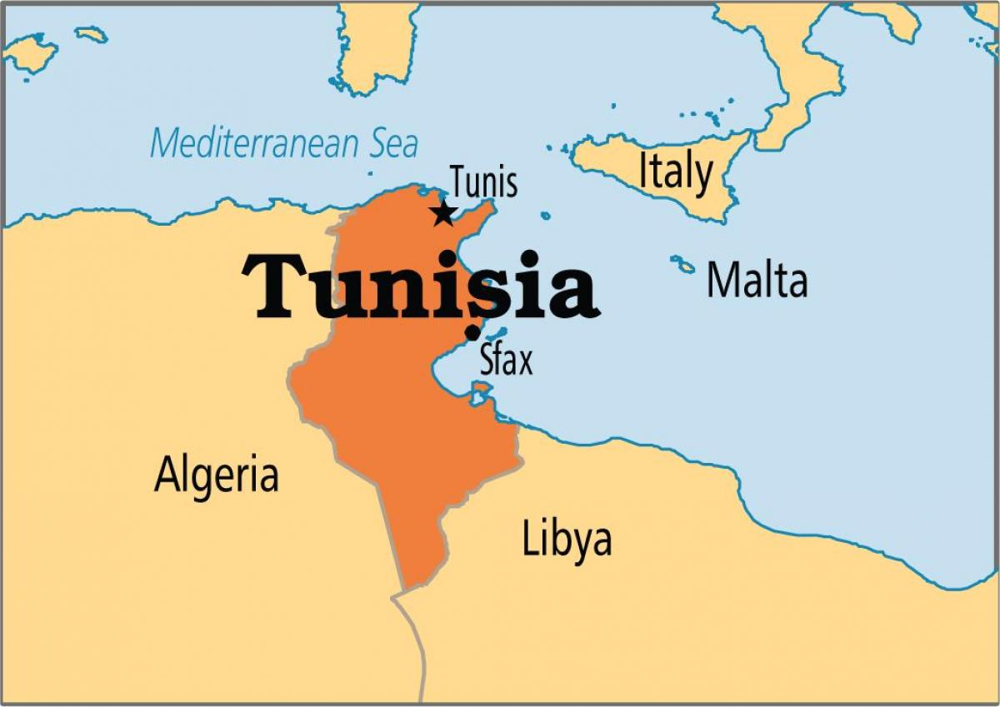 Mediterranean Sea
Tunis
Italy
Tunisia
Malta
Sfax
Algeria
Libya